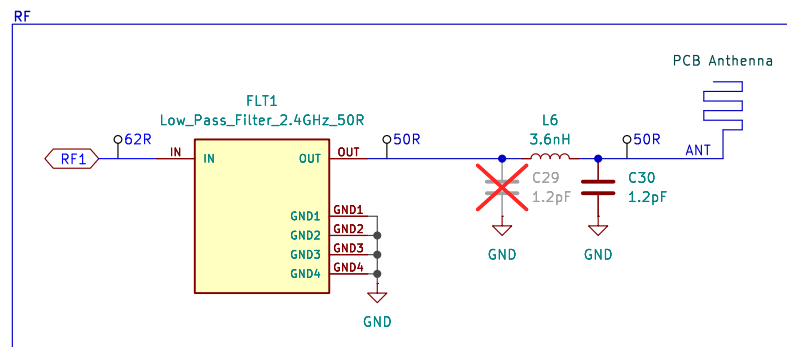 RF
PCB Anthenna
FLT1
Low_Pass_Filter_2.4GHz_50R
L6
3.6nH
62R
50R
50R
RF1
IN
IN
OUT
OUT
ANT
C29
1.2pF
C30
1.2pF
GND1
GND1
GND2
GND2
GND3
GND3
GND4
GND4
GND
GND
GND